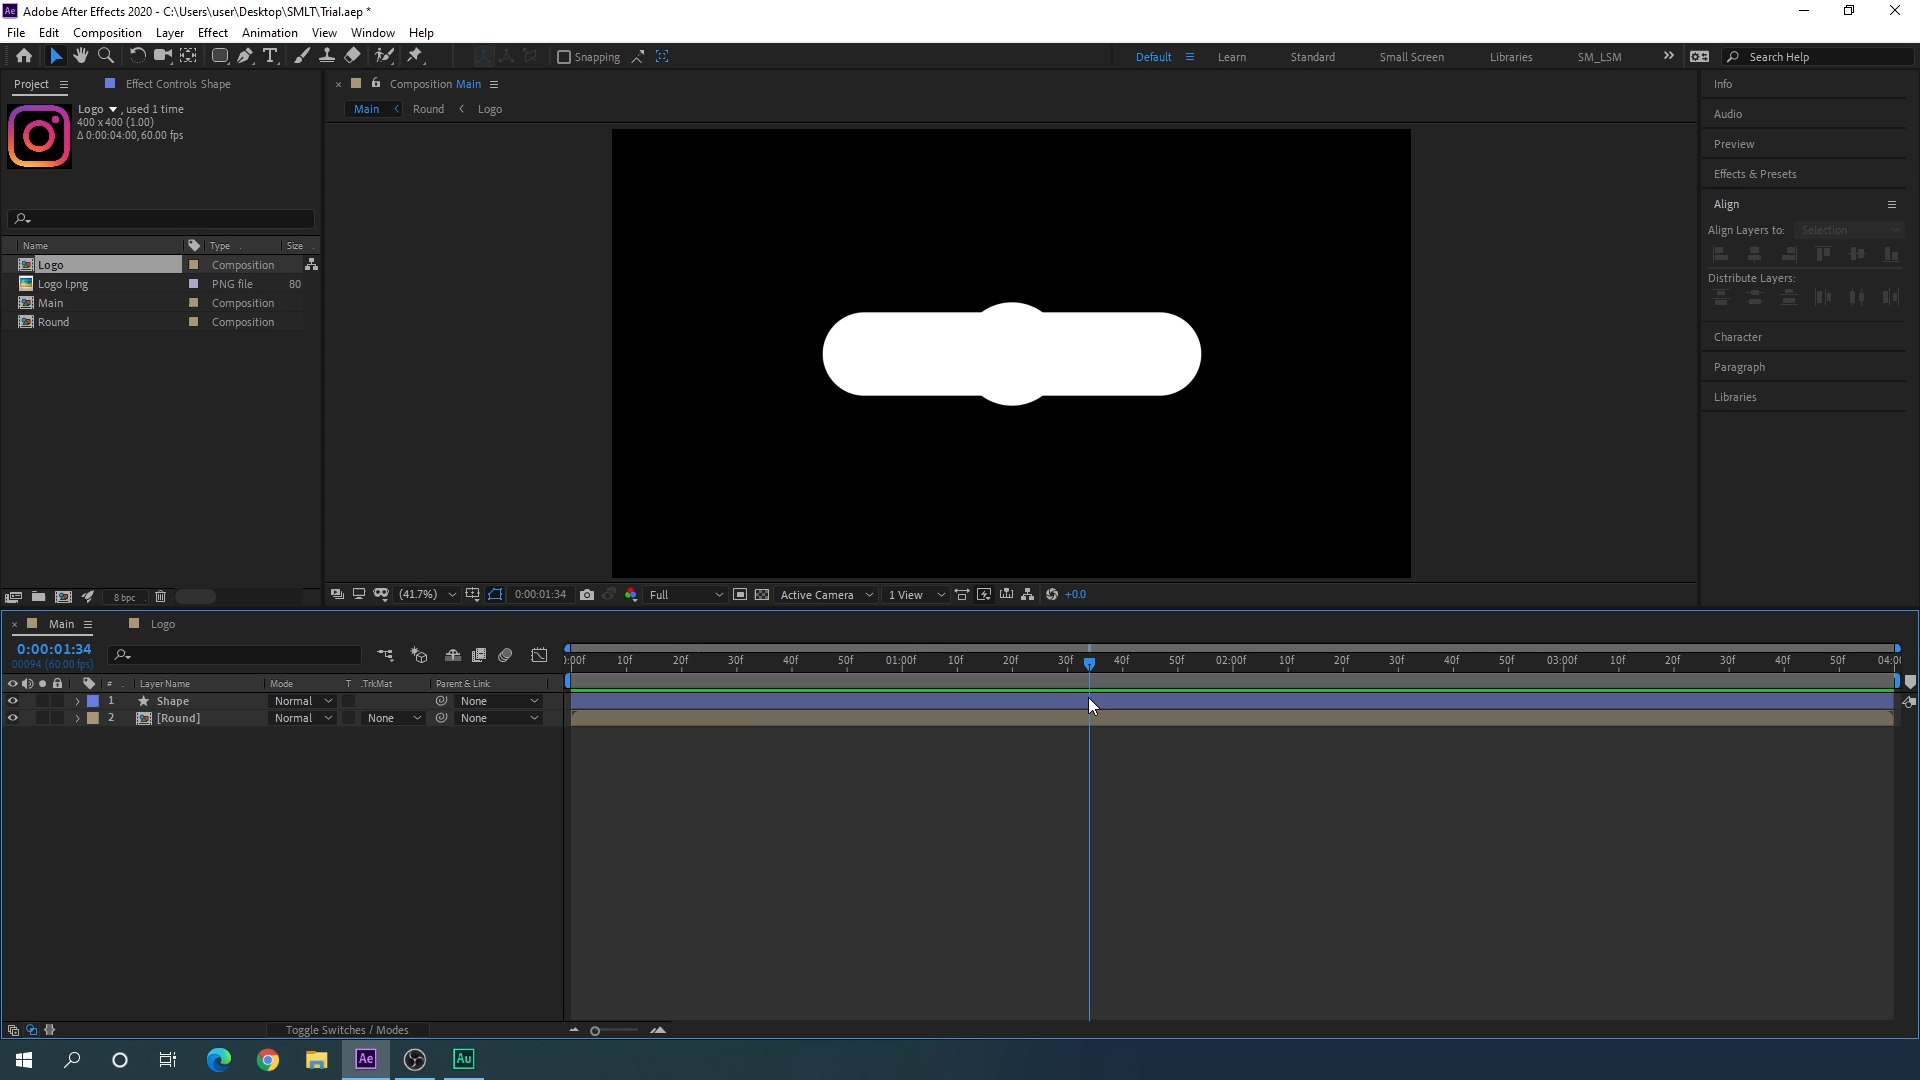 Ae Adobe After Effects 2020 - C:\Users\user\Desktop\SMLT\Trial.aep *
File Edit Composition Layer Effect Animation View Window Help
Snapping Default Learn Standard Small Screen Libraries SM_LSM Search Help
Project Effect Controls Shape Composition Main Info
Main Round Logo
Logo , used 1 time
400 x 400 (1.00)
Δ 0:00:04:00, 60.00 fps
Audio
Preview
Effects & Presets
Align
Align Layers to: Selection
Distribute Layers:
Character
Paragraph
Libraries
Name Type Size
Logo Composition
Logo I.png PNG file 80
Main Composition
Round Composition
8 bpc (41.7%) 0:00:01:34 Full Active Camera 1 View +0.0
Main Logo
0:00:01:34
00094 (60.00 fps)
):00f 10f 20f 30f 40f 50f 01:00f 10f 20f 30f 40f 50f 02:00f 10f 20f 30f 40f 50f 03:00f 10f 20f 30f 40f 50f 04:0(
# Layer Name Mode T .TrkMat Parent & Link
1 Shape Normal None
2 [Round] Normal None None
Toggle Switches / Modes
Ae Au